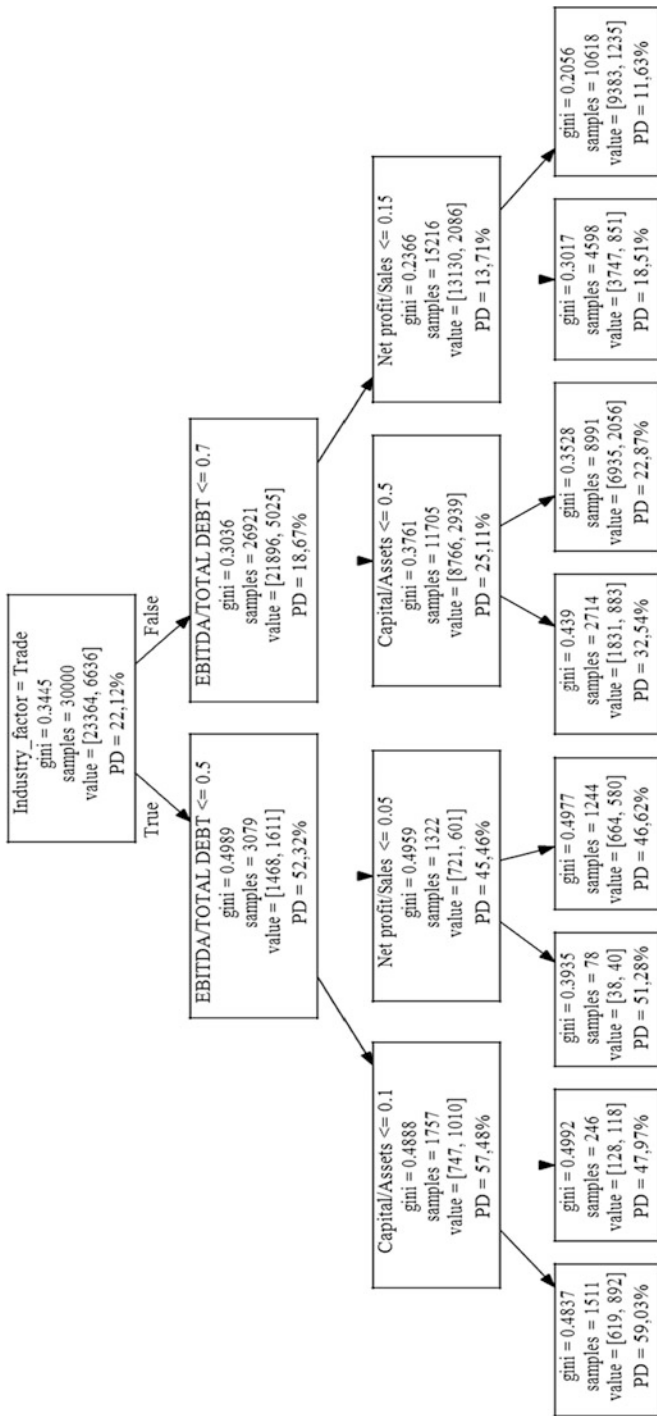 Industry_factor = Trade
gini = 0.3445
samples = 30000
value = [23364, 6636]
PD = 22,12%
True
False
EBITDA/TOTAL DEBT <= 0.5
gini = 0.4989
samples = 3079
value = [1468, 1611]
PD = 52,32%
EBITDA/TOTAL DEBT <= 0.7
gini = 0.3036
samples = 26921
value = [21896, 5025]
PD = 18,67%
Capital/Assets <= 0.1
gini = 0.4888
samples = 1757
value = [747, 1010]
PD = 57,48%
Net profit/Sales <= 0.05
gini = 0.4959
samples = 1322
value = [721, 601]
PD = 45,46%
Capital/Assets <= 0.5
gini = 0.3761
samples = 11705
value = [8766, 2939]
PD = 25,11%
Net profit/Sales <= 0.15
gini = 0.2366
samples = 15216
value = [13130, 2086]
PD = 13,71%
gini = 0.4837
samples = 1511
value = [619, 892]
PD = 59,03%
gini = 0.4992
samples = 246
value = [128, 118]
PD = 47,97%
gini = 0.3935
samples = 78
value = [38, 40]
PD = 51,28%
gini = 0.4977
samples = 1244
value = [664, 580]
PD = 46,62%
gini = 0.439
samples = 2714
value = [1831, 883]
PD = 32,54%
gini = 0.3528
samples = 8991
value = [6935, 2056]
PD = 22,87%
gini = 0.3017
samples = 4598
value = [3747, 851]
PD = 18,51%
gini = 0.2056
samples = 10618
value = [9383, 1235]
PD = 11,63%